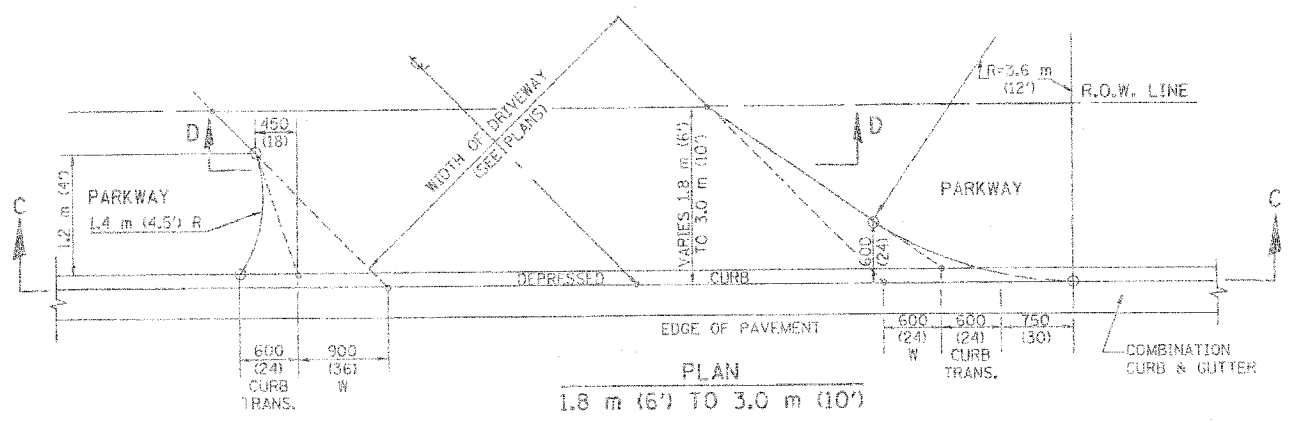 R=3.6 m
(12')
R.O.W. LINE
D
450
(18)
WIDTH OF DRIVEWAY
(SEE PLANS)
D
1.2 m (4')
PARKWAY
1.4 m (4.5') R
VARIES 1.8 m (6')
TO 3.0 m (10')
PARKWAY
C
C
600
(24)
DEPRESSED CURB
EDGE OF PAVEMENT
600
(24)
CURB
TRANS.
900
(36)
W
600
(24)
W
600
(24)
CURB
TRANS.
750
(30)
COMBINATION
CURB & GUTTER
PLAN
1.8 m (6') TO 3.0 m (10')